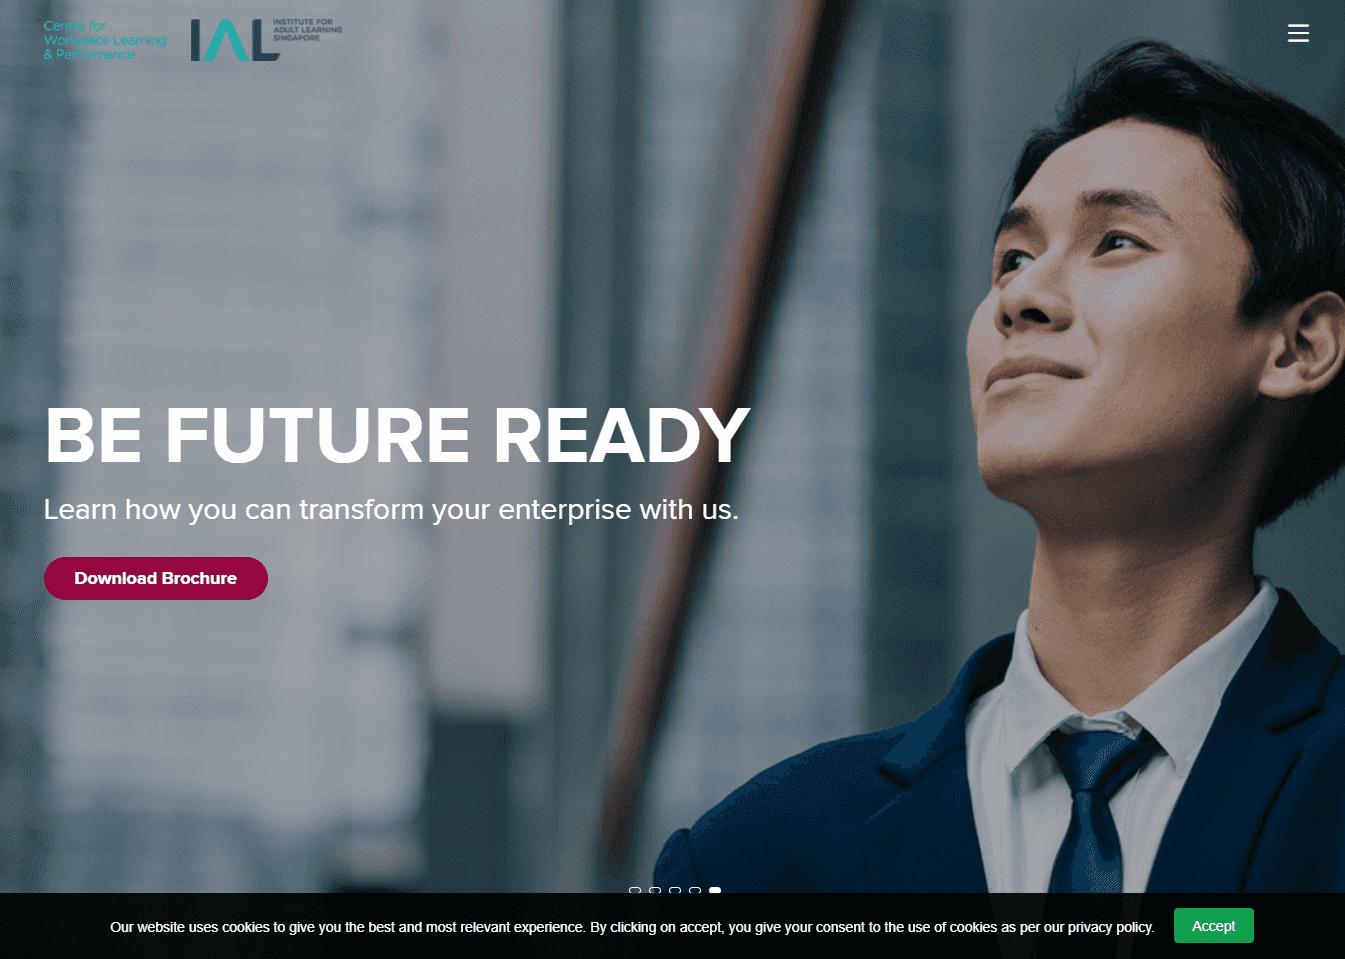 Centre for
Workplace Learning
& Performance
IAL
INSTITUTE FOR
ADULT LEARNING
SINGAPORE
BE FUTURE READY
Learn how you can transform your enterprise with us.
Download Brochure
Our website uses cookies to give you the best and most relevant experience. By clicking on accept, you give your consent to the use of cookies as per our privacy policy.
Accept